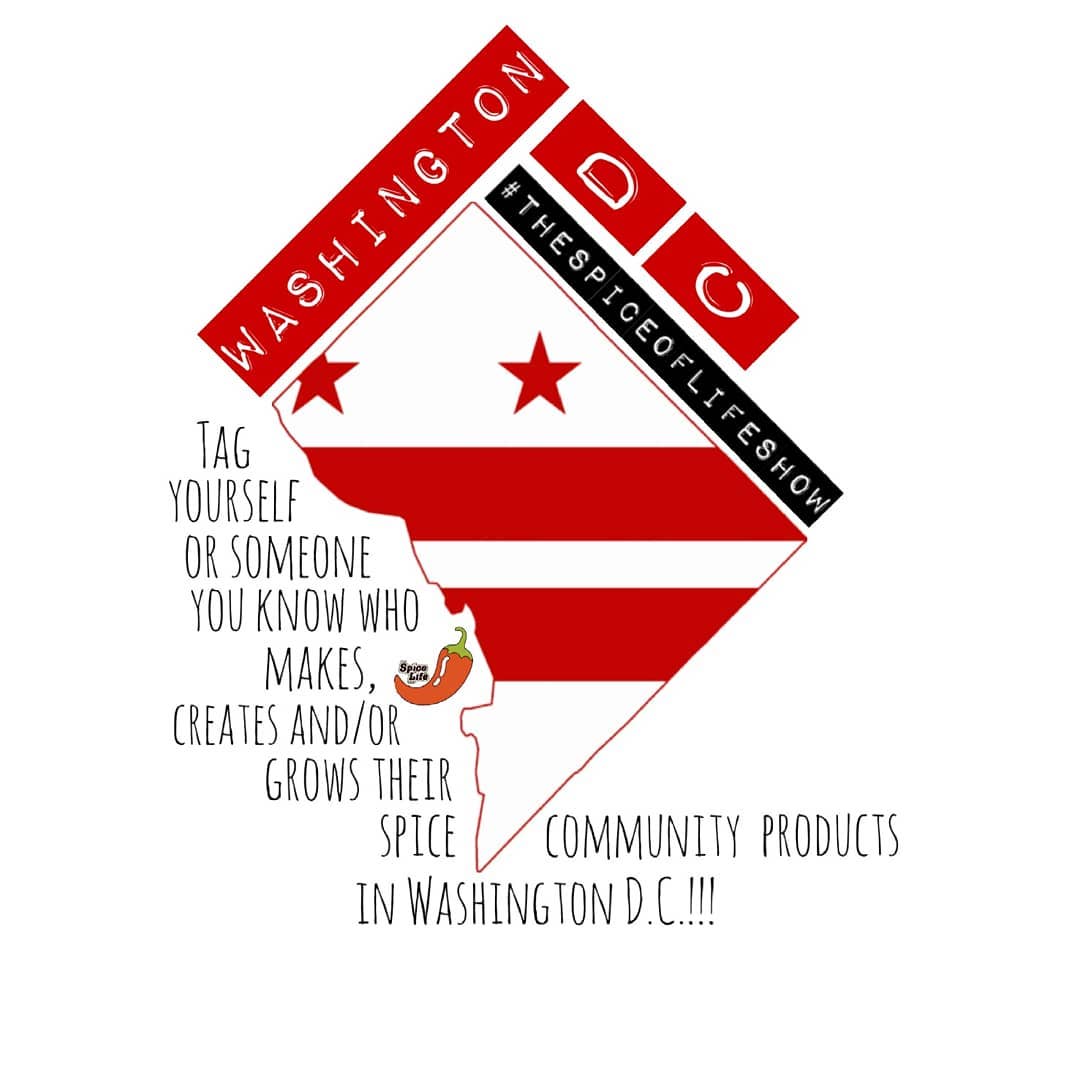 WASHINGTON
D
C
#THESPICEOFLIFESHOW
TAG
YOURSELF
OR SOMEONE
YOU KNOW WHO
MAKES,
Spice
Life
CREATES AND/OR
GROWS THEIR
SPICE COMMUNITY PRODUCTS
IN WASHINGTON D.C.!!!